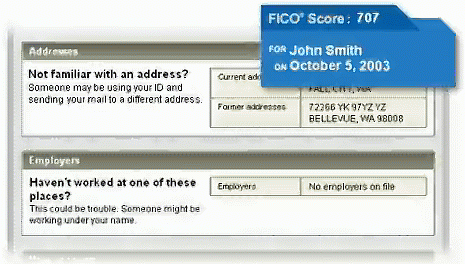 FICO® Score: 707
FOR John Smith
ON October 5, 2003
Addresses
Not familiar with an address?
Someone may be using your ID and
sending your mail to a different address.
Current
FALL CITY, WA
Former addresses
72366 YK 97YZ YZ
BELLEVUE, WA 98008
Employers
Haven't worked at one of these
places?
This could be trouble. Someone might be
working under your name.
Employers
No employers on file